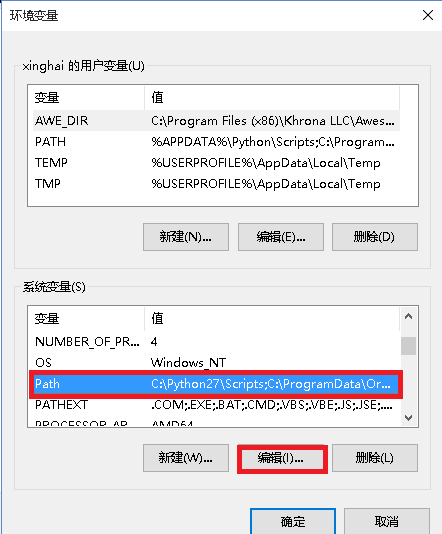 环境变量
xinghai 的用户变量(U)
变量 值
AWE_DIR C:\Program Files (x86)\Khrona LLC\Awes...
PATH %APPDATA%\Python\Scripts;C:\Program...
TEMP %USERPROFILE%\AppData\Local\Temp
TMP %USERPROFILE%\AppData\Local\Temp
新建(N)... 编辑(E)... 删除(D)
系统变量(S)
变量 值
NUMBER_OF_PR... 4
OS Windows_NT
Path C:\Python27\Scripts;C:\ProgramData\Or...
PATHEXT .COM;.EXE;.BAT;.CMD;.VBS;.VBE;.JS;.JSE;....
PROCESSOR_AR... AMD64
新建(W)... 编辑(I)... 删除(L)
确定 取消